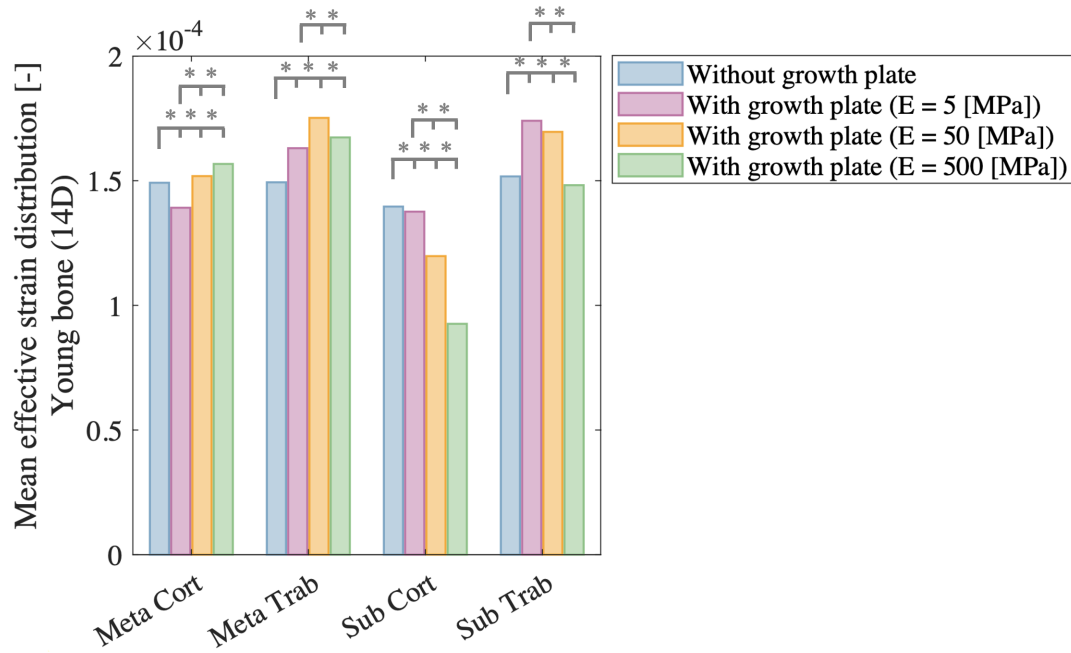 ×10⁻⁴
* *
* * *
* *
* * *
* *
* * *
* *
* * *
Mean effective strain distribution [-]
Young bone (14D)
2
1.5
1
0.5
0
Meta Cort
Meta Trab
Sub Cort
Sub Trab
Without growth plate
With growth plate (E = 5 [MPa])
With growth plate (E = 50 [MPa])
With growth plate (E = 500 [MPa])